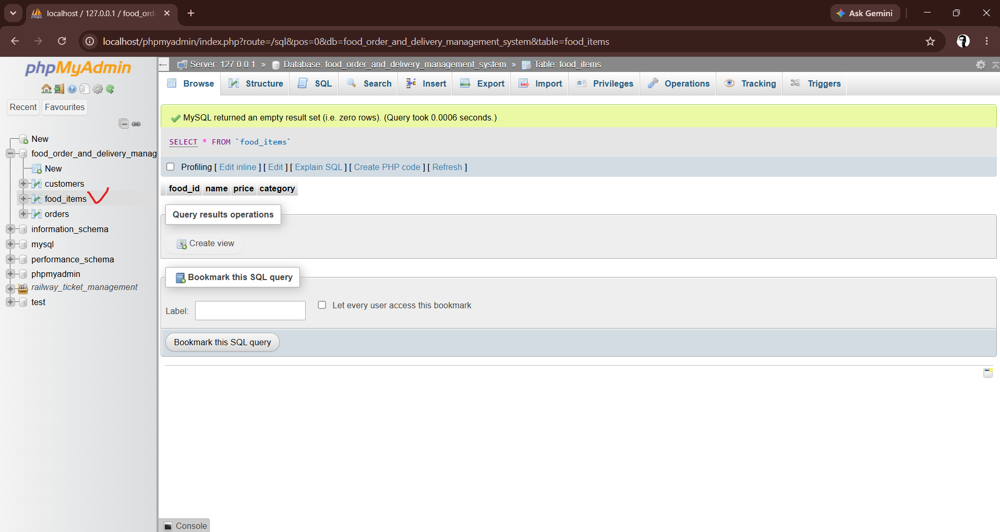 localhost / 127.0.0.1 / food_ord
Ask Gemini
localhost/phpmyadmin/index.php?route=/sql&pos=0&db=food_order_and_delivery_management_system&table=food_items
phpMyAdmin
Recent Favourites
New
food_order_and_delivery_manag
New
customers
food_items
orders
information_schema
mysql
performance_schema
phpmyadmin
railway_ticket_management
test
Server: 127.0.0.1 » Database: food_order_and_delivery_management_system » Table: food_items
Browse Structure SQL Search Insert Export Import Privileges Operations Tracking Triggers
MySQL returned an empty result set (i.e. zero rows). (Query took 0.0006 seconds.)
SELECT * FROM `food_items`
Profiling [ Edit inline ] [ Edit ] [ Explain SQL ] [ Create PHP code ] [ Refresh ]
food_id name price category
Query results operations
Create view
Bookmark this SQL query
Label: Let every user access this bookmark
Bookmark this SQL query
Console